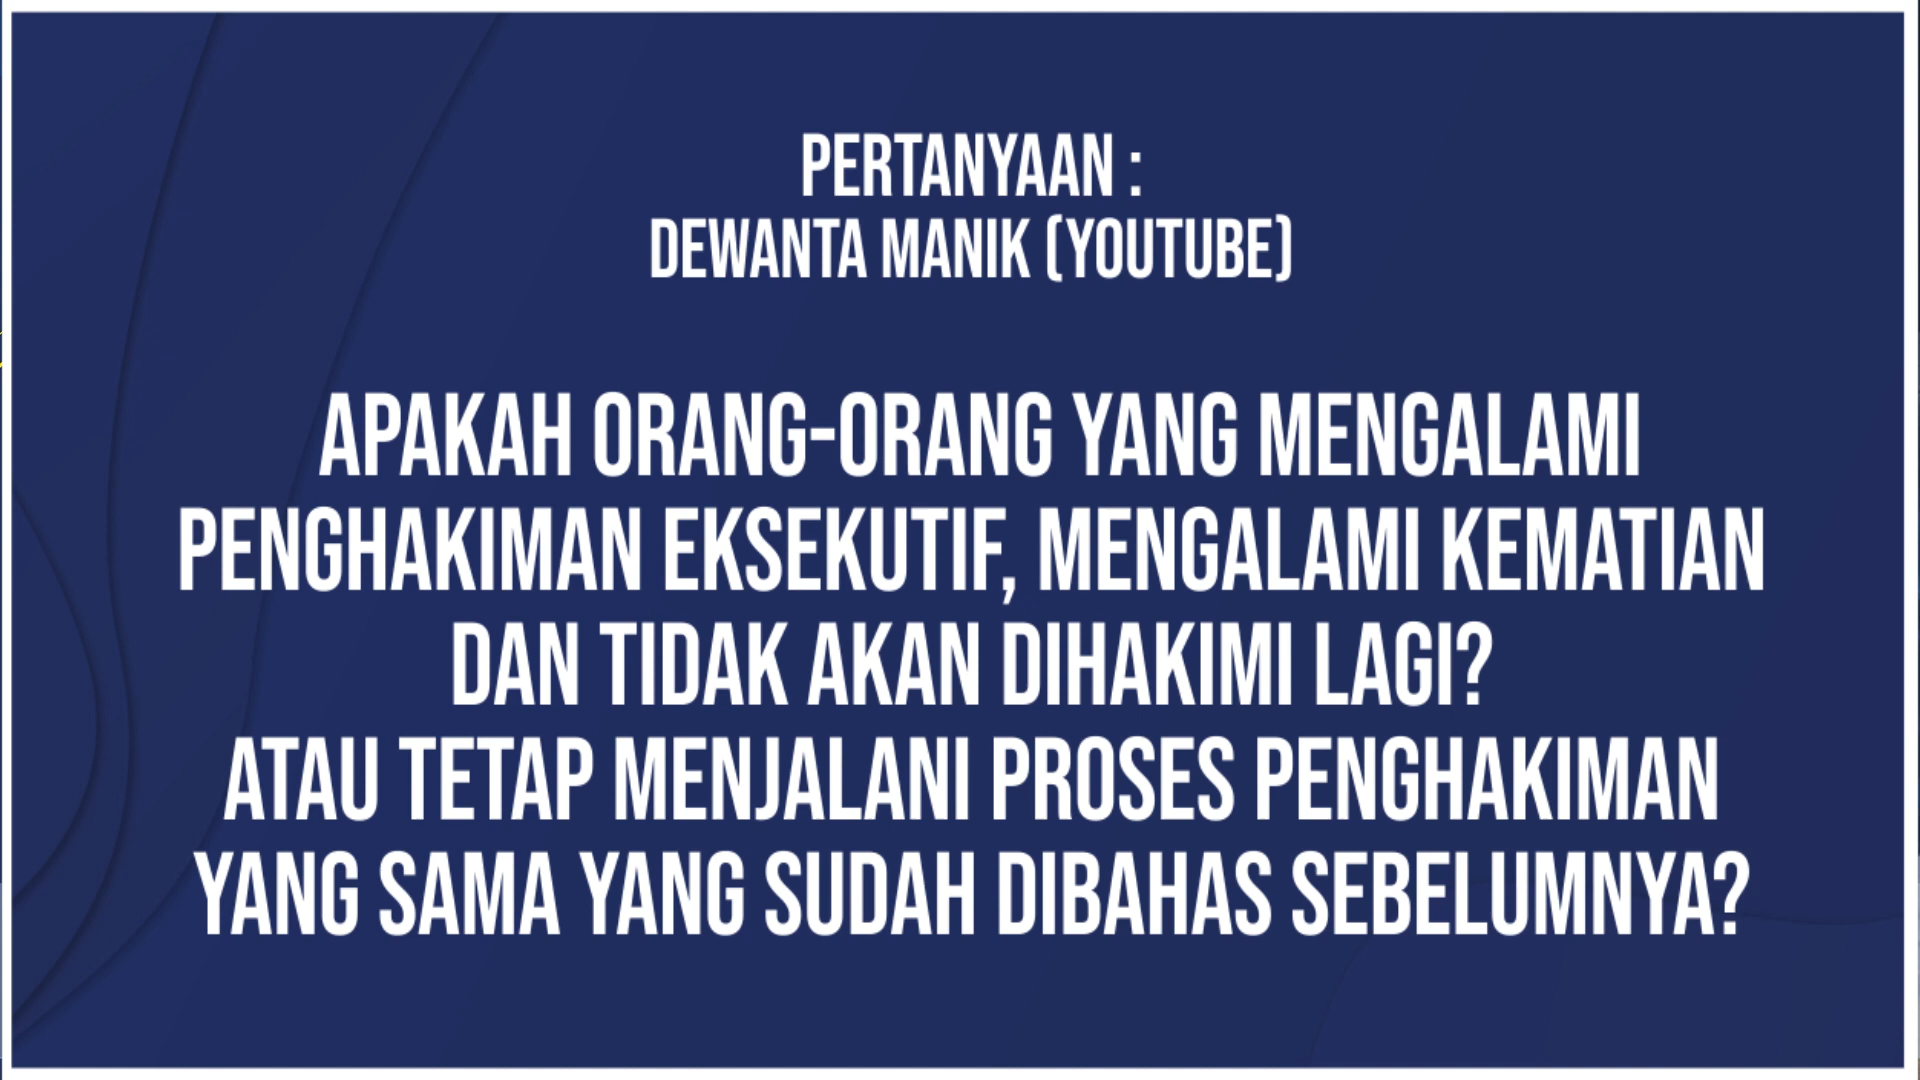 PERTANYAAN :
DEWANTA MANIK (YOUTUBE)
APAKAH ORANG-ORANG YANG MENGALAMI
PENGHAKIMAN EKSEKUTIF, MENGALAMI KEMATIAN
DAN TIDAK AKAN DIHAKIMI LAGI?
ATAU TETAP MENJALANI PROSES PENGHAKIMAN
YANG SAMA YANG SUDAH DIBAHAS SEBELUMNYA?